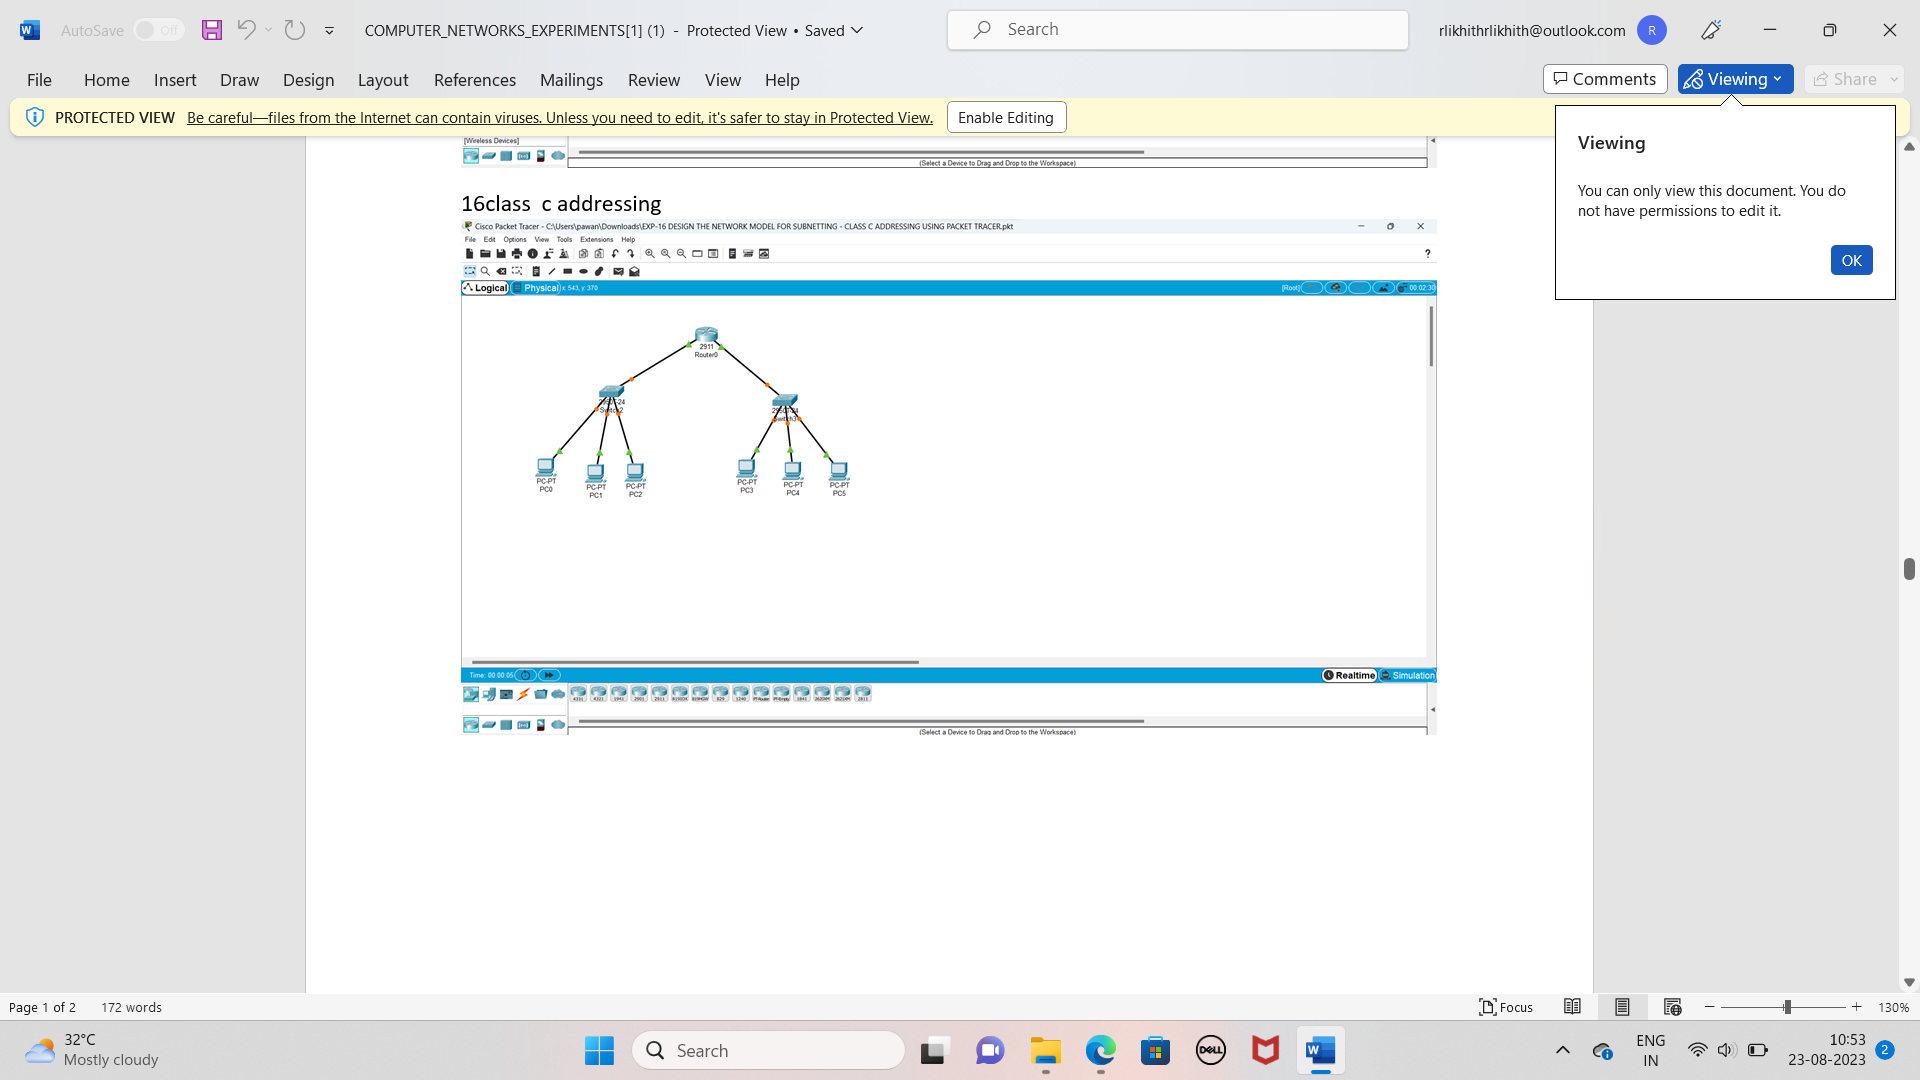 AutoSave Off
COMPUTER_NETWORKS_EXPERIMENTS[1] (1) - Protected View • Saved
Search
rlikhithrlikhith@outlook.com R
File Home Insert Draw Design Layout References Mailings Review View Help
Comments Viewing Share
PROTECTED VIEW Be careful—files from the Internet can contain viruses. Unless you need to edit, it's safer to stay in Protected View. Enable Editing
Viewing
You can only view this document. You do
not have permissions to edit it.
OK
[Wireless Devices]
(Select a Device to Drag and Drop to the Workspace)
16class c addressing
Cisco Packet Tracer - C:\Users\pawan\Downloads\EXP-16 DESIGN THE NETWORK MODEL FOR SUBNETTING - CLASS C ADDRESSING USING PACKET TRACER.pkt
File Edit Options View Tools Extensions Help
?
Logical Physical x: 543, y: 370 [Root] 00:02:30
2911
Router0
2950T-24
Switch2
2950T-24
Switch3
PC-PT
PC0
PC-PT
PC1
PC-PT
PC2
PC-PT
PC3
PC-PT
PC4
PC-PT
PC5
Time: 00:00:05 Realtime Simulation
4331 4321 1941 2901 2911 819IOX 819HGW 829 1240 PT-Router PT-Empty 1841 2620XM 2621XM 2811
(Select a Device to Drag and Drop to the Workspace)
Page 1 of 2 172 words
Focus 130%
32°C
Mostly cloudy
Search
DELL
ENG
IN
10:53
23-08-2023
2